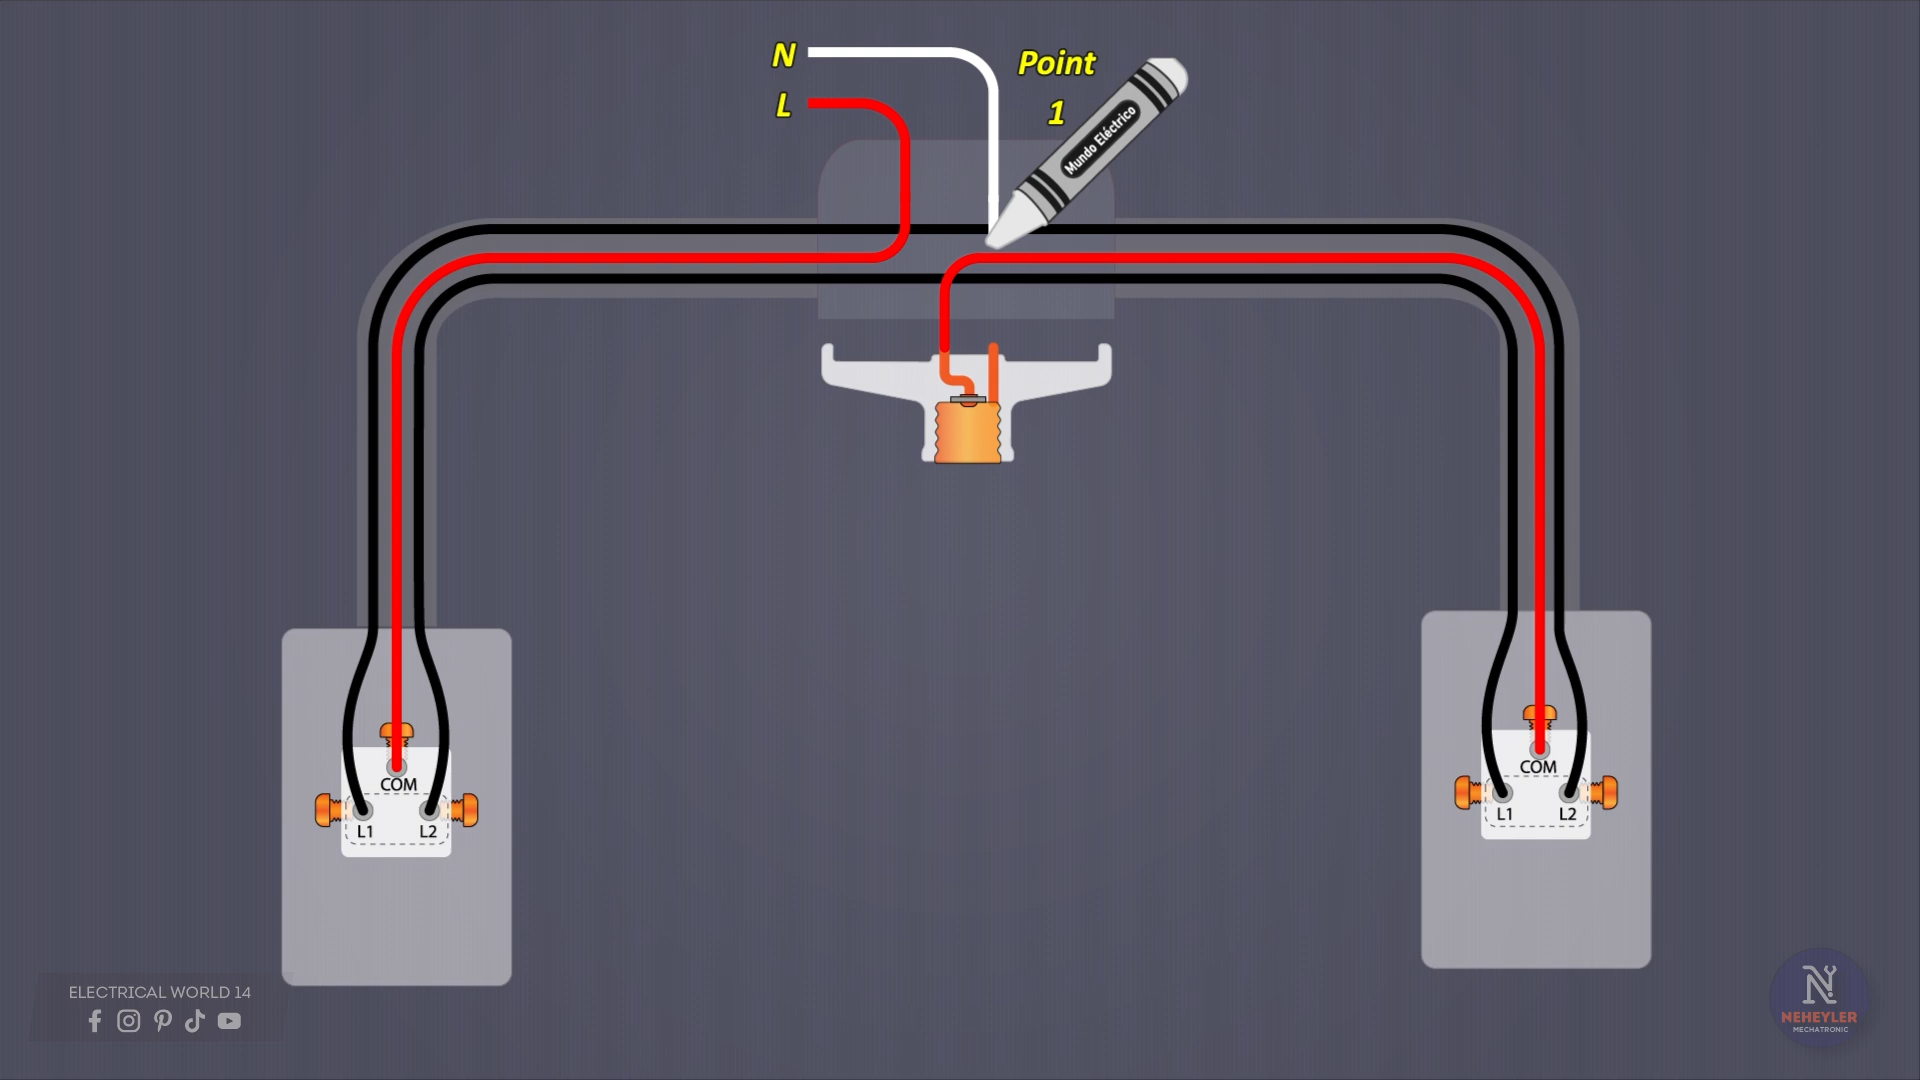 N
Point
L
1
Mundo Eléctrico
COM
L1
L2
COM
L1
L2
ELECTRICAL WORLD 14
N
NEHEYLER
MECHATRONIC